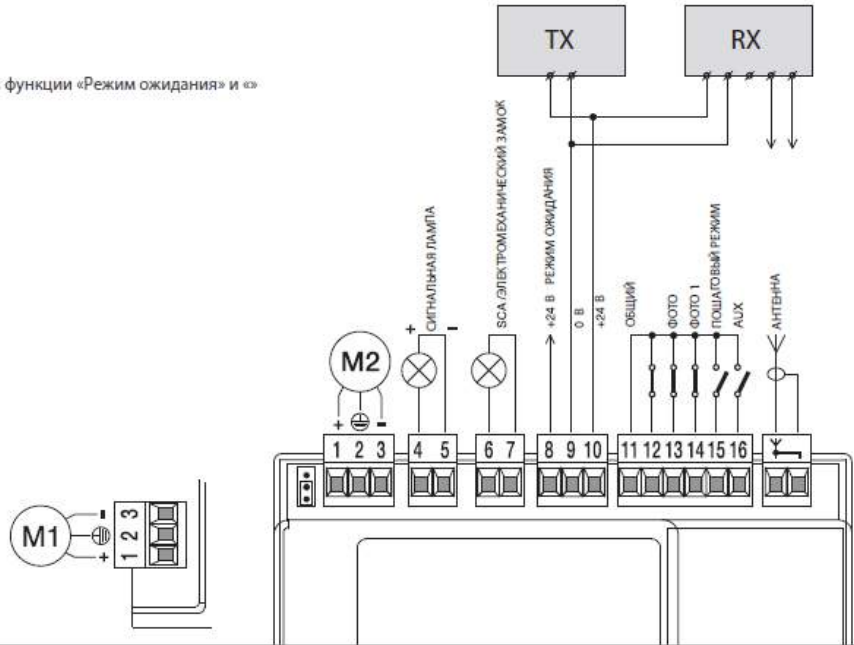 TX
RX
функции «Режим ожидания» и «»
СИГНАЛЬНАЯ ЛАМПА
SCA /ЭЛЕКТРОМЕХАНИЧЕСКИЙ ЗАМОК
+24 В РЕЖИМ ОЖИДАНИЯ
0 В
+24 В
ОБЩИЙ
ФОТО
ФОТО 1
ПОШАГОВЫЙ РЕЖИМ
AUX
АНТЕННА
+ -
M2
+ -
1 2 3
4 5
6 7
8 9 10
11 12 13 14 15 16
M1
- +
1 2 3